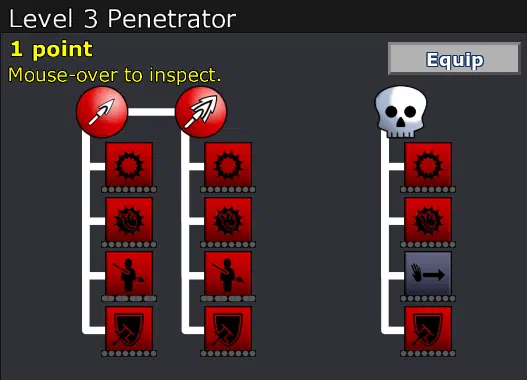 Level 3 Penetrator
1 point
Equip
Mouse-over to inspect.